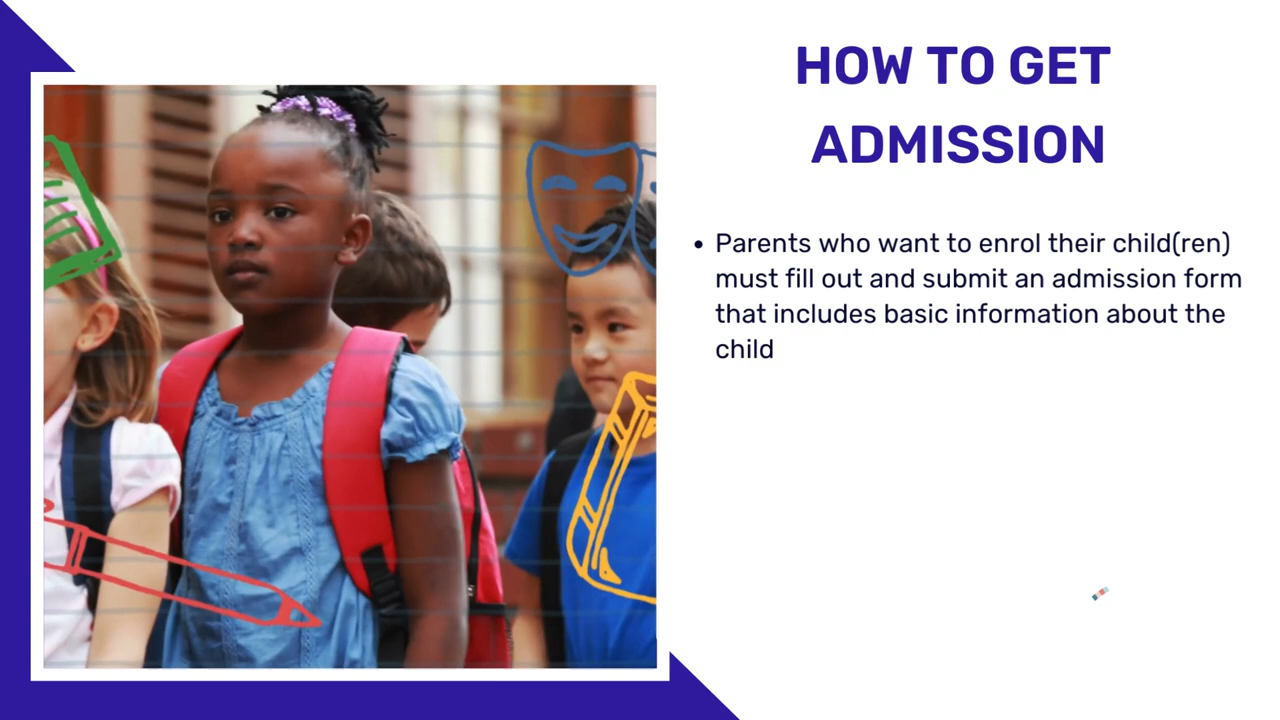 HOW TO GET
ADMISSION
• Parents who want to enrol their child(ren)
must fill out and submit an admission form
that includes basic information about the
child